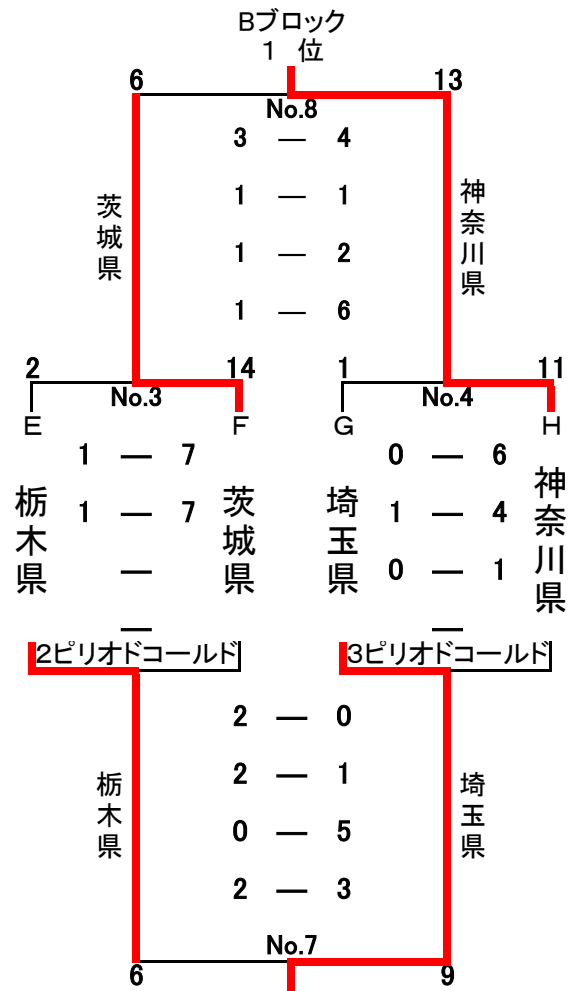 Bブロック
1 位
6 13
No.8
3 — 4
1 — 1
1 — 2
1 — 6
茨城県
神奈川県
2 14 1 11
No.3 No.4
E F G H
1 — 7
1 — 7
—
—
0 — 6
1 — 4
0 — 1
—
栃木県
茨城県
埼玉県
神奈川県
2ピリオドコールド
3ピリオドコールド
2 — 0
2 — 1
0 — 5
2 — 3
栃木県
埼玉県
No.7
6 9